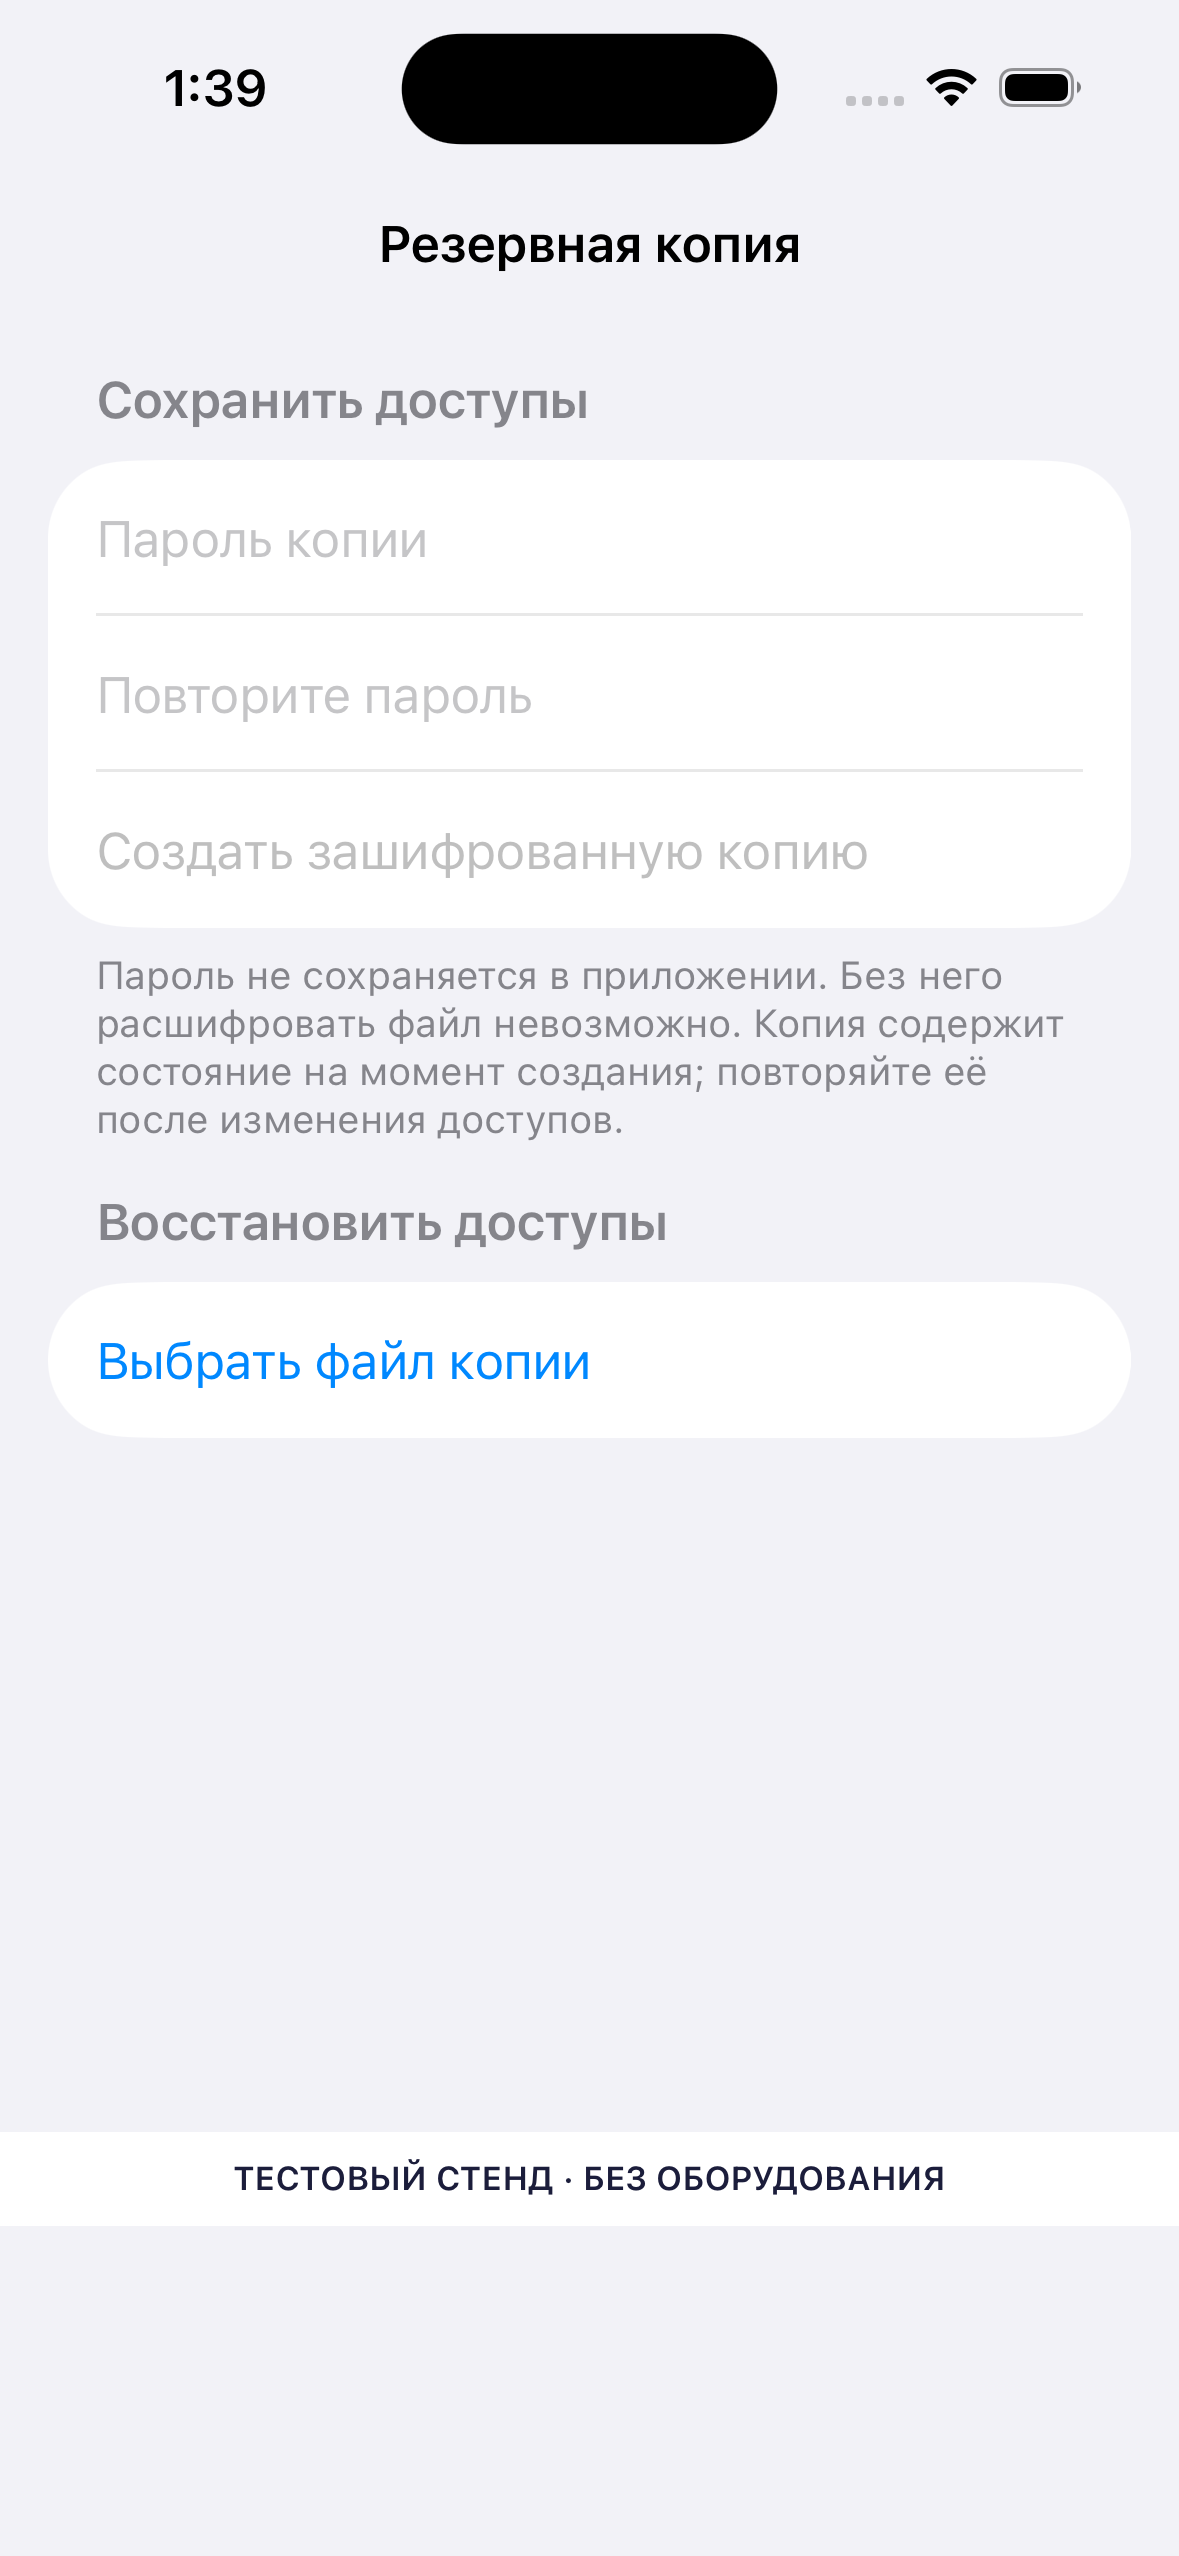 1:39
Резервная копия
Сохранить доступы
Пароль копии
Повторите пароль
Создать зашифрованную копию
Пароль не сохраняется в приложении. Без него
расшифровать файл невозможно. Копия содержит
состояние на момент создания; повторяйте её
после изменения доступов.
Восстановить доступы
Выбрать файл копии
ТЕСТОВЫЙ СТЕНД · БЕЗ ОБОРУДОВАНИЯ